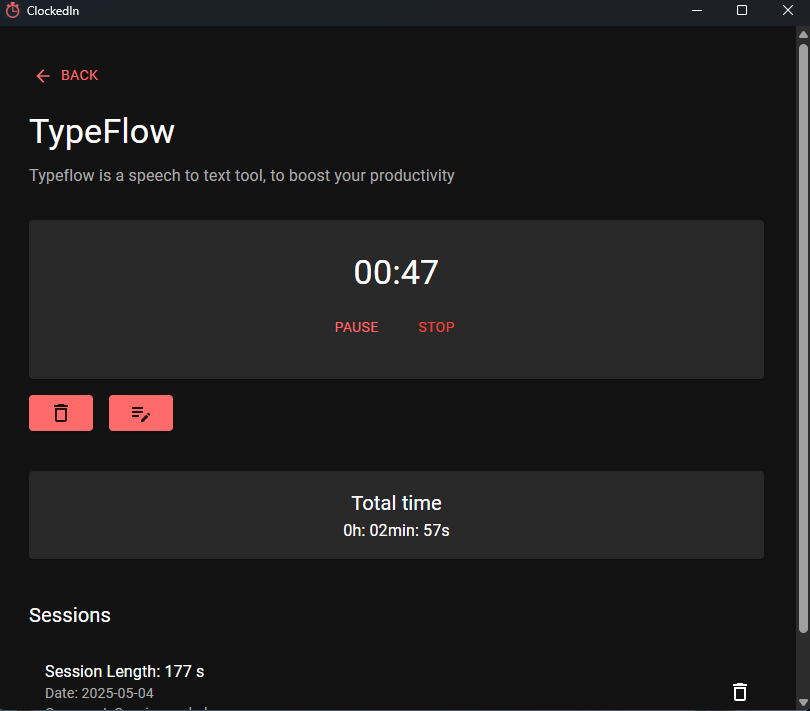 ClockedIn
BACK
TypeFlow
Typeflow is a speech to text tool, to boost your productivity
00:47
PAUSE STOP
Total time
0h: 02min: 57s
Sessions
Session Length: 177 s
Date: 2025-05-04